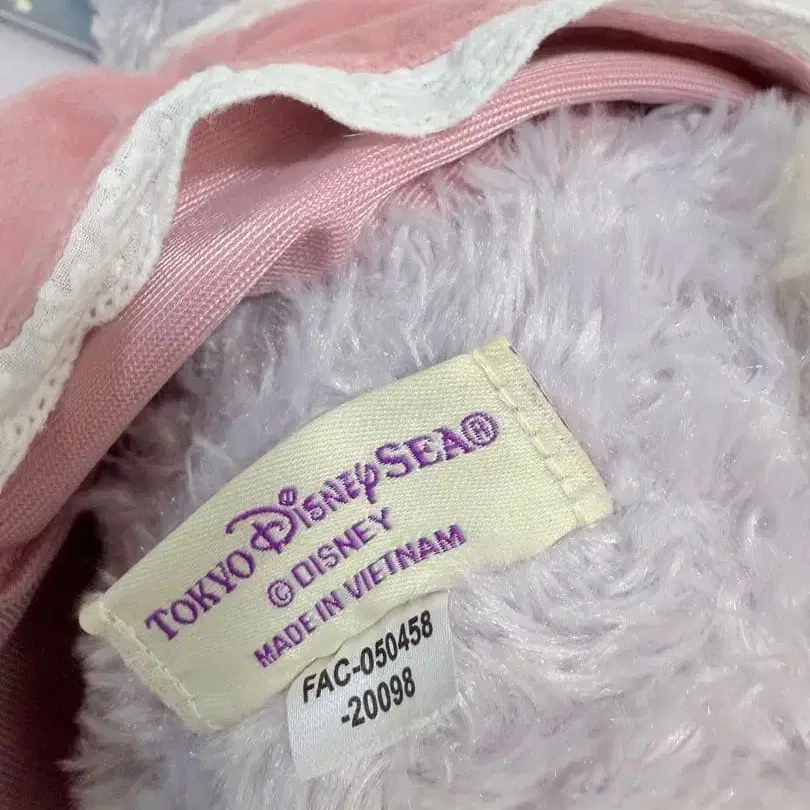 TOKYO DISNEYSEA®
©DISNEY
MADE IN VIETNAM
FAC-050458
-20098